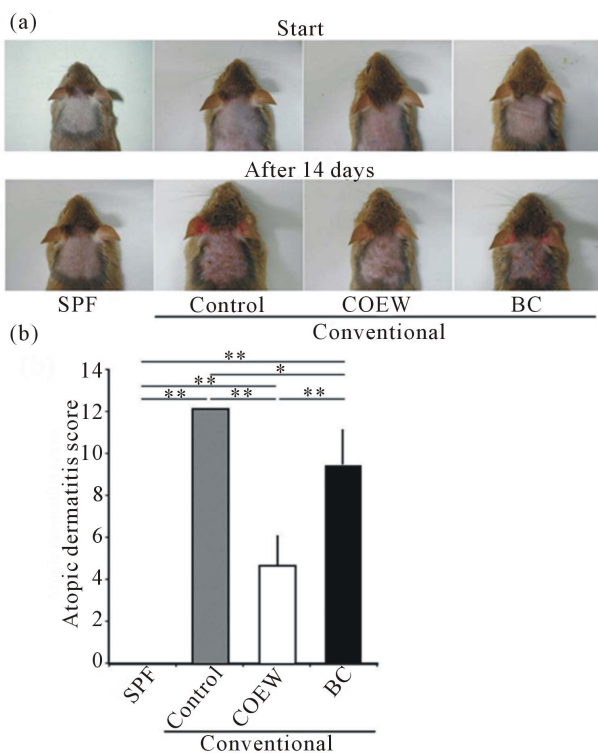 (a)
Start
After 14 days
SPF Control COEW BC
Conventional
(b)
**
*
**
** ** **
Atopic dermatitis score
14
12
10
8
6
4
2
0
SPF Control COEW BC
Conventional